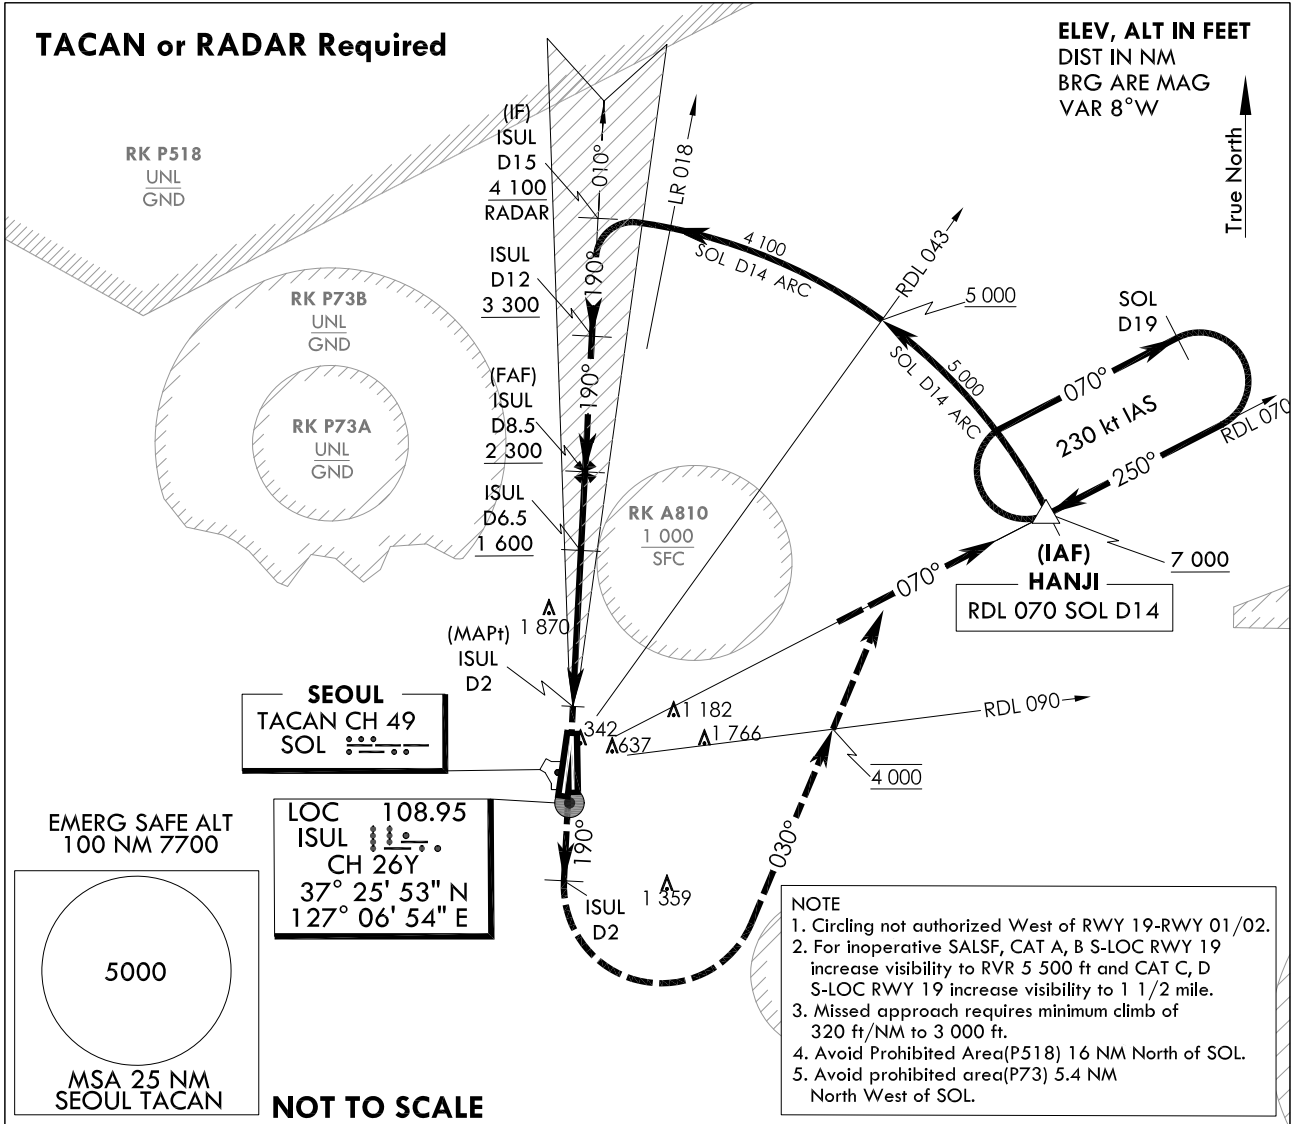 TACAN or RADAR Required
ELEV, ALT IN FEET
DIST IN NM
BRG ARE MAG
VAR 8°W
True North
RK P518
UNL
GND
(IF)
ISUL
D15
4 100
RADAR
010°
LR 018
4 100
SOL D14 ARC
RDL 043
5 000
ISUL
D12
3 300
190°
RK P73B
UNL
GND
SOL
D19
5 000
SOL D14 ARC
070°
230 kt IAS
RDL 070
250°
(FAF)
ISUL
D8.5
2 300
190°
RK P73A
UNL
GND
ISUL
D6.5
1 600
RK A810
1 000
SFC
(IAF)
HANJI
RDL 070 SOL D14
7 000
070°
1 870
(MAPt)
ISUL
D2
SEOUL
TACAN CH 49
SOL
342
637
1 182
1 766
RDL 090
4 000
LOC 108.95
ISUL
CH 26Y
37° 25' 53" N
127° 06' 54" E
190°
030°
1 359
ISUL
D2
EMERG SAFE ALT
100 NM 7700
5000
MSA 25 NM
SEOUL TACAN
NOT TO SCALE
NOTE
1. Circling not authorized West of RWY 19-RWY 01/02.
2. For inoperative SALSF, CAT A, B S-LOC RWY 19
increase visibility to RVR 5 500 ft and CAT C, D
S-LOC RWY 19 increase visibility to 1 1/2 mile.
3. Missed approach requires minimum climb of
320 ft/NM to 3 000 ft.
4. Avoid Prohibited Area(P518) 16 NM North of SOL.
5. Avoid prohibited area(P73) 5.4 NM
North West of SOL.